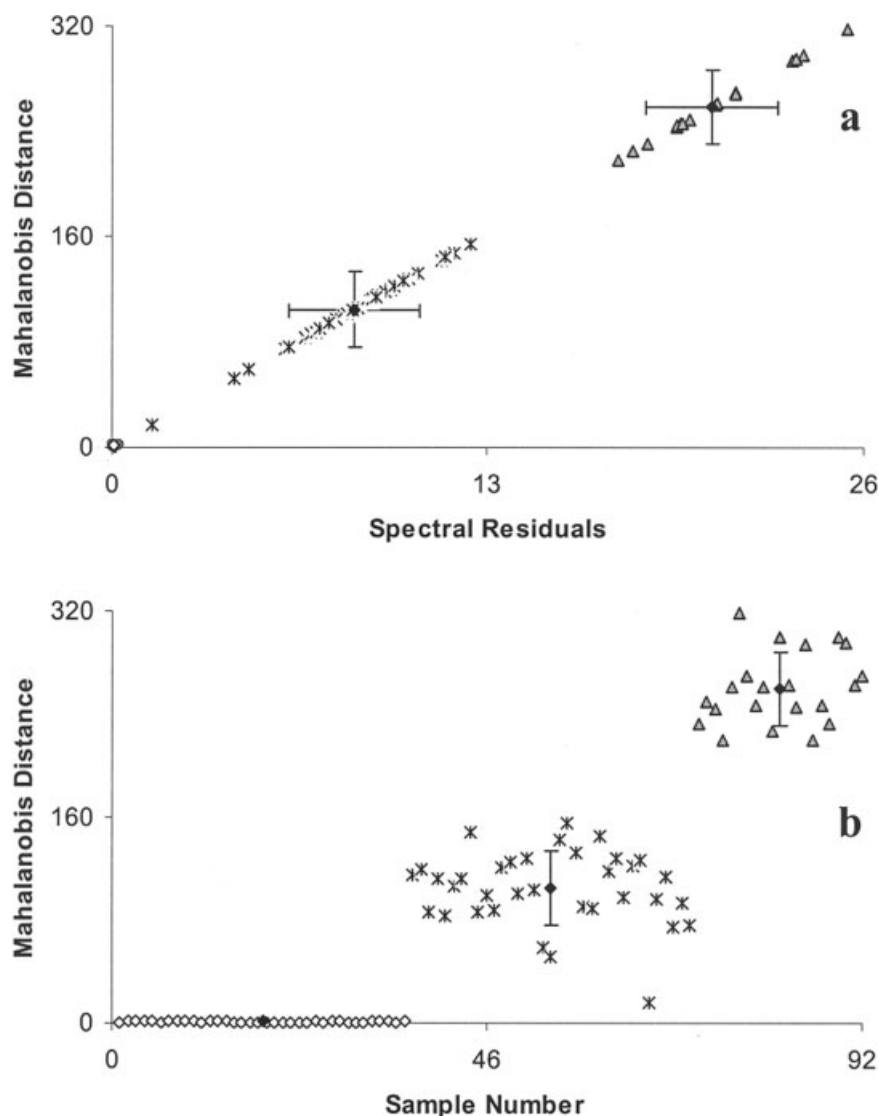 320
160
0
Mahalanobis Distance
a
0 13 26
Spectral Residuals
320
160
0
Mahalanobis Distance
b
0 46 92
Sample Number